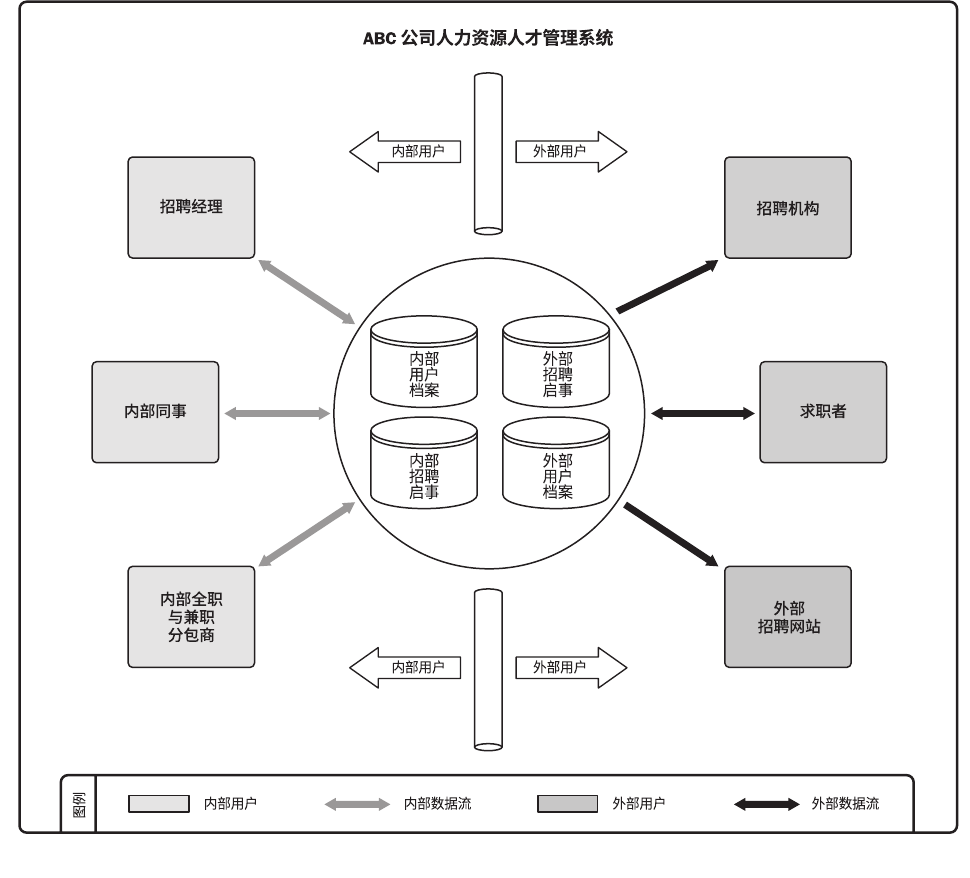 ABC 公司人力资源人才管理系统
内部用户
外部用户
招聘经理
招聘机构
内部
用户
档案
外部
招聘
启事
内部同事
求职者
内部
招聘
启事
外部
用户
档案
内部全职
与兼职
分包商
外部
招聘网站
内部用户
外部用户
图例
内部用户
内部数据流
外部用户
外部数据流